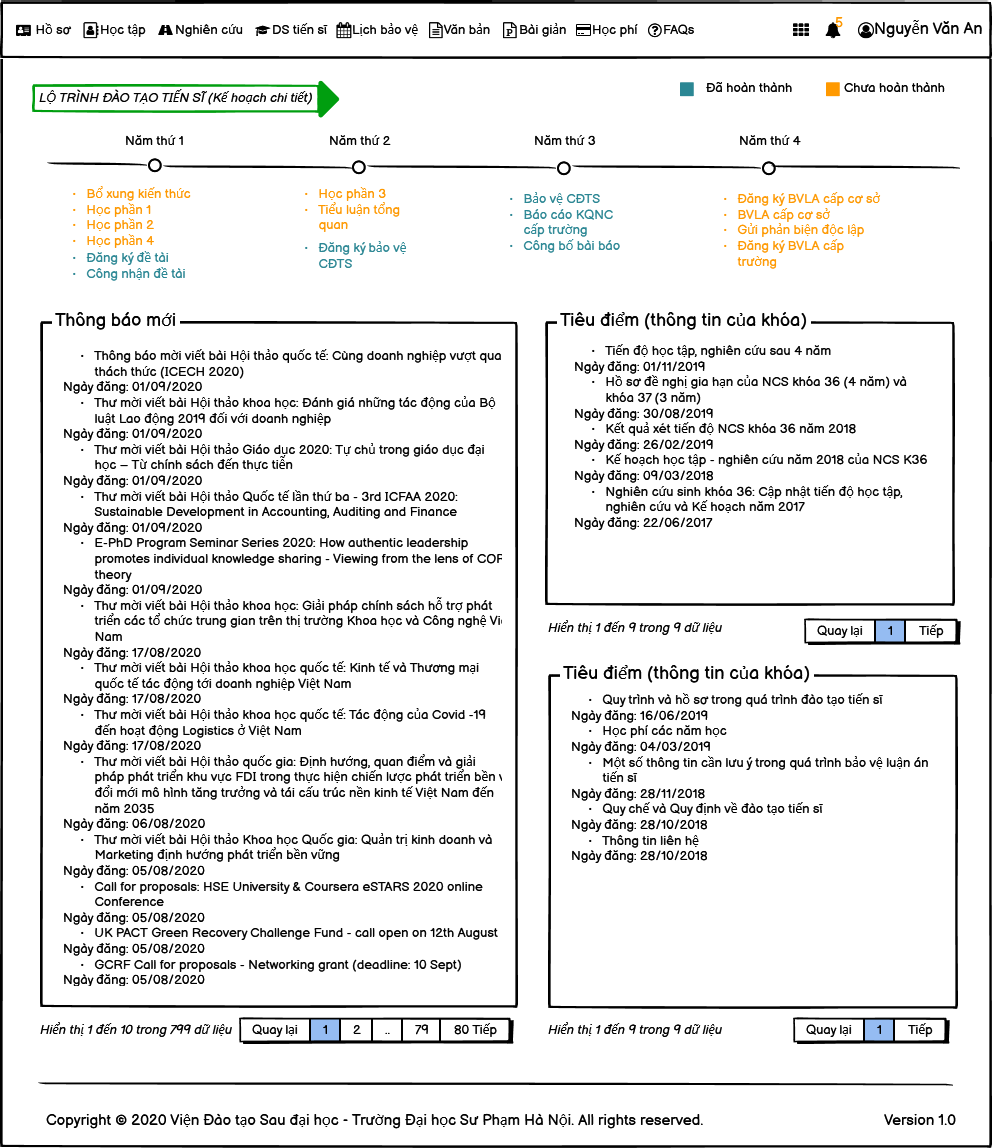 Hồ sơ Học tập Nghiên cứu DS tiến sĩ Lịch bảo vệ Văn bản Bài giản Học phí FAQs 5 Nguyễn Văn An
LỘ TRÌNH ĐÀO TẠO TIẾN SĨ (Kế hoạch chi tiết)
Đã hoàn thành
Chưa hoàn thành
Năm thứ 1
Năm thứ 2
Năm thứ 3
Năm thứ 4
· Bổ xung kiến thức
· Học phần 1
· Học phần 2
· Học phần 4
· Đăng ký đề tài
· Công nhận đề tài
· Học phần 3
· Tiểu luận tổng
quan
· Đăng ký bảo vệ
CĐTS
· Bảo vệ CĐTS
· Báo cáo KQNC
cấp trường
· Công bố bài báo
· Đăng ký BVLA cấp cơ sở
· BVLA cấp cơ sở
· Gửi phản biện độc lập
· Đăng ký BVLA cấp
trường
Thông báo mới
· Thông báo mời viết bài Hội thảo quốc tế: Cùng doanh nghiệp vượt qua
thách thức (ICECH 2020)
Ngày đăng: 01/09/2020
· Thư mời viết bài Hội thảo khoa học: Đánh giá những tác động của Bộ
luật Lao động 2019 đối với doanh nghiệp
Ngày đăng: 01/09/2020
· Thư mời viết bài Hội thảo Giáo dục 2020: Tự chủ trong giáo dục đại
học – Từ chính sách đến thực tiễn
Ngày đăng: 01/09/2020
· Thư mời viết bài Hội thảo Quốc tế lần thứ ba - 3rd ICFAA 2020:
Sustainable Development in Accounting, Auditing and Finance
Ngày đăng: 01/09/2020
· E-PhD Program Seminar Series 2020: How authentic leadership
promotes individual knowledge sharing - Viewing from the lens of COR
theory
Ngày đăng: 01/09/2020
· Thư mời viết bài Hội thảo khoa học: Giải pháp chính sách hỗ trợ phát
triển các tổ chức trung gian trên thị trường Khoa học và Công nghệ Vi
Nam
Ngày đăng: 17/08/2020
· Thư mời viết bài Hội thảo khoa học quốc tế: Kinh tế và Thương mại
quốc tế tác động tới doanh nghiệp Việt Nam
Ngày đăng: 17/08/2020
· Thư mời viết bài Hội thảo khoa học quốc tế: Tác động của Covid -19
đến hoạt động Logistics ở Việt Nam
Ngày đăng: 17/08/2020
· Thư mời viết bài Hội thảo quốc gia: Định hướng, quan điểm và giải
pháp phát triển khu vực FDI trong thực hiện chiến lược phát triển bền
đổi mới mô hình tăng trưởng và tái cấu trúc nền kinh tế Việt Nam đến
năm 2035
Ngày đăng: 06/08/2020
· Thư mời viết bài Hội thảo Khoa học Quốc gia: Quản trị kinh doanh và
Marketing định hướng phát triển bền vững
Ngày đăng: 05/08/2020
· Call for proposals: HSE University & Coursera eSTARS 2020 online
Conference
Ngày đăng: 05/08/2020
· UK PACT Green Recovery Challenge Fund - call open on 12th August
Ngày đăng: 05/08/2020
· GCRF Call for proposals - Networking grant (deadline: 10 Sept)
Ngày đăng: 05/08/2020
Hiển thị 1 đến 10 trong 799 dữ liệu
Quay lại 1 2 .. 79 80 Tiếp
Tiêu điểm (thông tin của khóa)
· Tiến độ học tập, nghiên cứu sau 4 năm
Ngày đăng: 01/11/2019
· Hồ sơ đề nghị gia hạn của NCS khóa 36 (4 năm) và
khóa 37 (3 năm)
Ngày đăng: 30/08/2019
· Kết quả xét tiến độ NCS khóa 36 năm 2018
Ngày đăng: 26/02/2019
· Kế hoạch học tập - nghiên cứu năm 2018 của NCS K36
Ngày đăng: 09/03/2018
· Nghiên cứu sinh khóa 36: Cập nhật tiến độ học tập,
nghiên cứu và Kế hoạch năm 2017
Ngày đăng: 22/06/2017
Hiển thị 1 đến 9 trong 9 dữ liệu
Quay lại 1 Tiếp
Tiêu điểm (thông tin của khóa)
· Quy trình và hồ sơ trong quá trình đào tạo tiến sĩ
Ngày đăng: 16/06/2019
· Học phí các năm học
Ngày đăng: 04/03/2019
· Một số thông tin cần lưu ý trong quá trình bảo vệ luận án
tiến sĩ
Ngày đăng: 28/11/2018
· Quy chế và Quy định về đào tạo tiến sĩ
Ngày đăng: 28/10/2018
· Thông tin liên hệ
Ngày đăng: 28/10/2018
Hiển thị 1 đến 9 trong 9 dữ liệu
Quay lại 1 Tiếp
Copyright © 2020 Viện Đào tạo Sau đại học - Trường Đại học Sư Phạm Hà Nội. All rights reserved.
Version 1.0